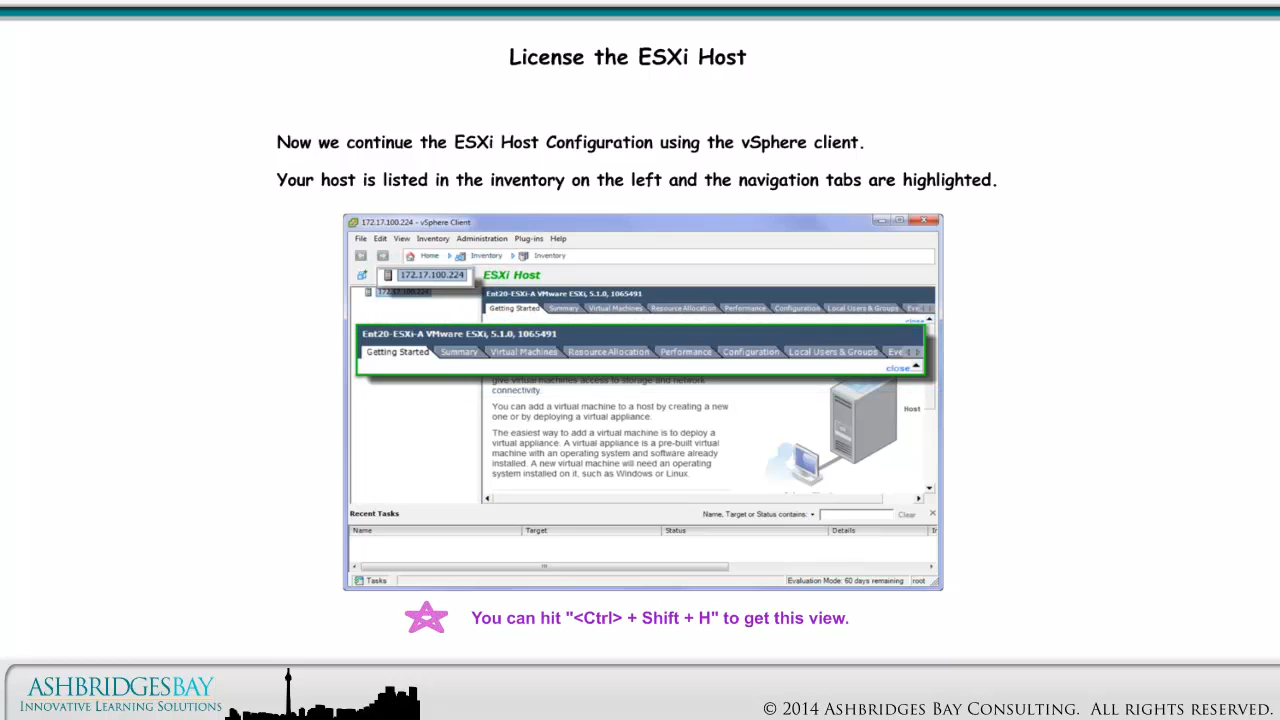 License the ESXi Host
Now we continue the ESXi Host Configuration using the vSphere client.
Your host is listed in the inventory on the left and the navigation tabs are highlighted.
172.17.100.224 - vSphere Client
File Edit View Inventory Administration Plug-ins Help
Home Inventory Inventory
172.17.100.224 ESXi Host
172.17.100.224
Ent20-ESXi-A VMware ESXi, 5.1.0, 1065491
Getting Started Summary Virtual Machines Resource Allocation Performance Configuration Local Users & Groups Eve
close
Ent20-ESXi-A VMware ESXi, 5.1.0, 1065491
Getting Started Summary Virtual Machines Resource Allocation Performance Configuration Local Users & Groups Eve
close
give virtual machines access to storage and network
connectivity.
You can add a virtual machine to a host by creating a new
one or by deploying a virtual appliance.
Host
The easiest way to add a virtual machine is to deploy a
virtual appliance. A virtual appliance is a pre-built virtual
machine with an operating system and software already
installed. A new virtual machine will need an operating
system installed on it, such as Windows or Linux.
Recent Tasks Name, Target or Status contains: Clear
Name Target Status Details
Tasks Evaluation Mode: 60 days remaining root
You can hit "<Ctrl> + Shift + H" to get this view.
ASHBRIDGESBAY
INNOVATIVE LEARNING SOLUTIONS
© 2014 ASHBRIDGES BAY CONSULTING. ALL RIGHTS RESERVED.